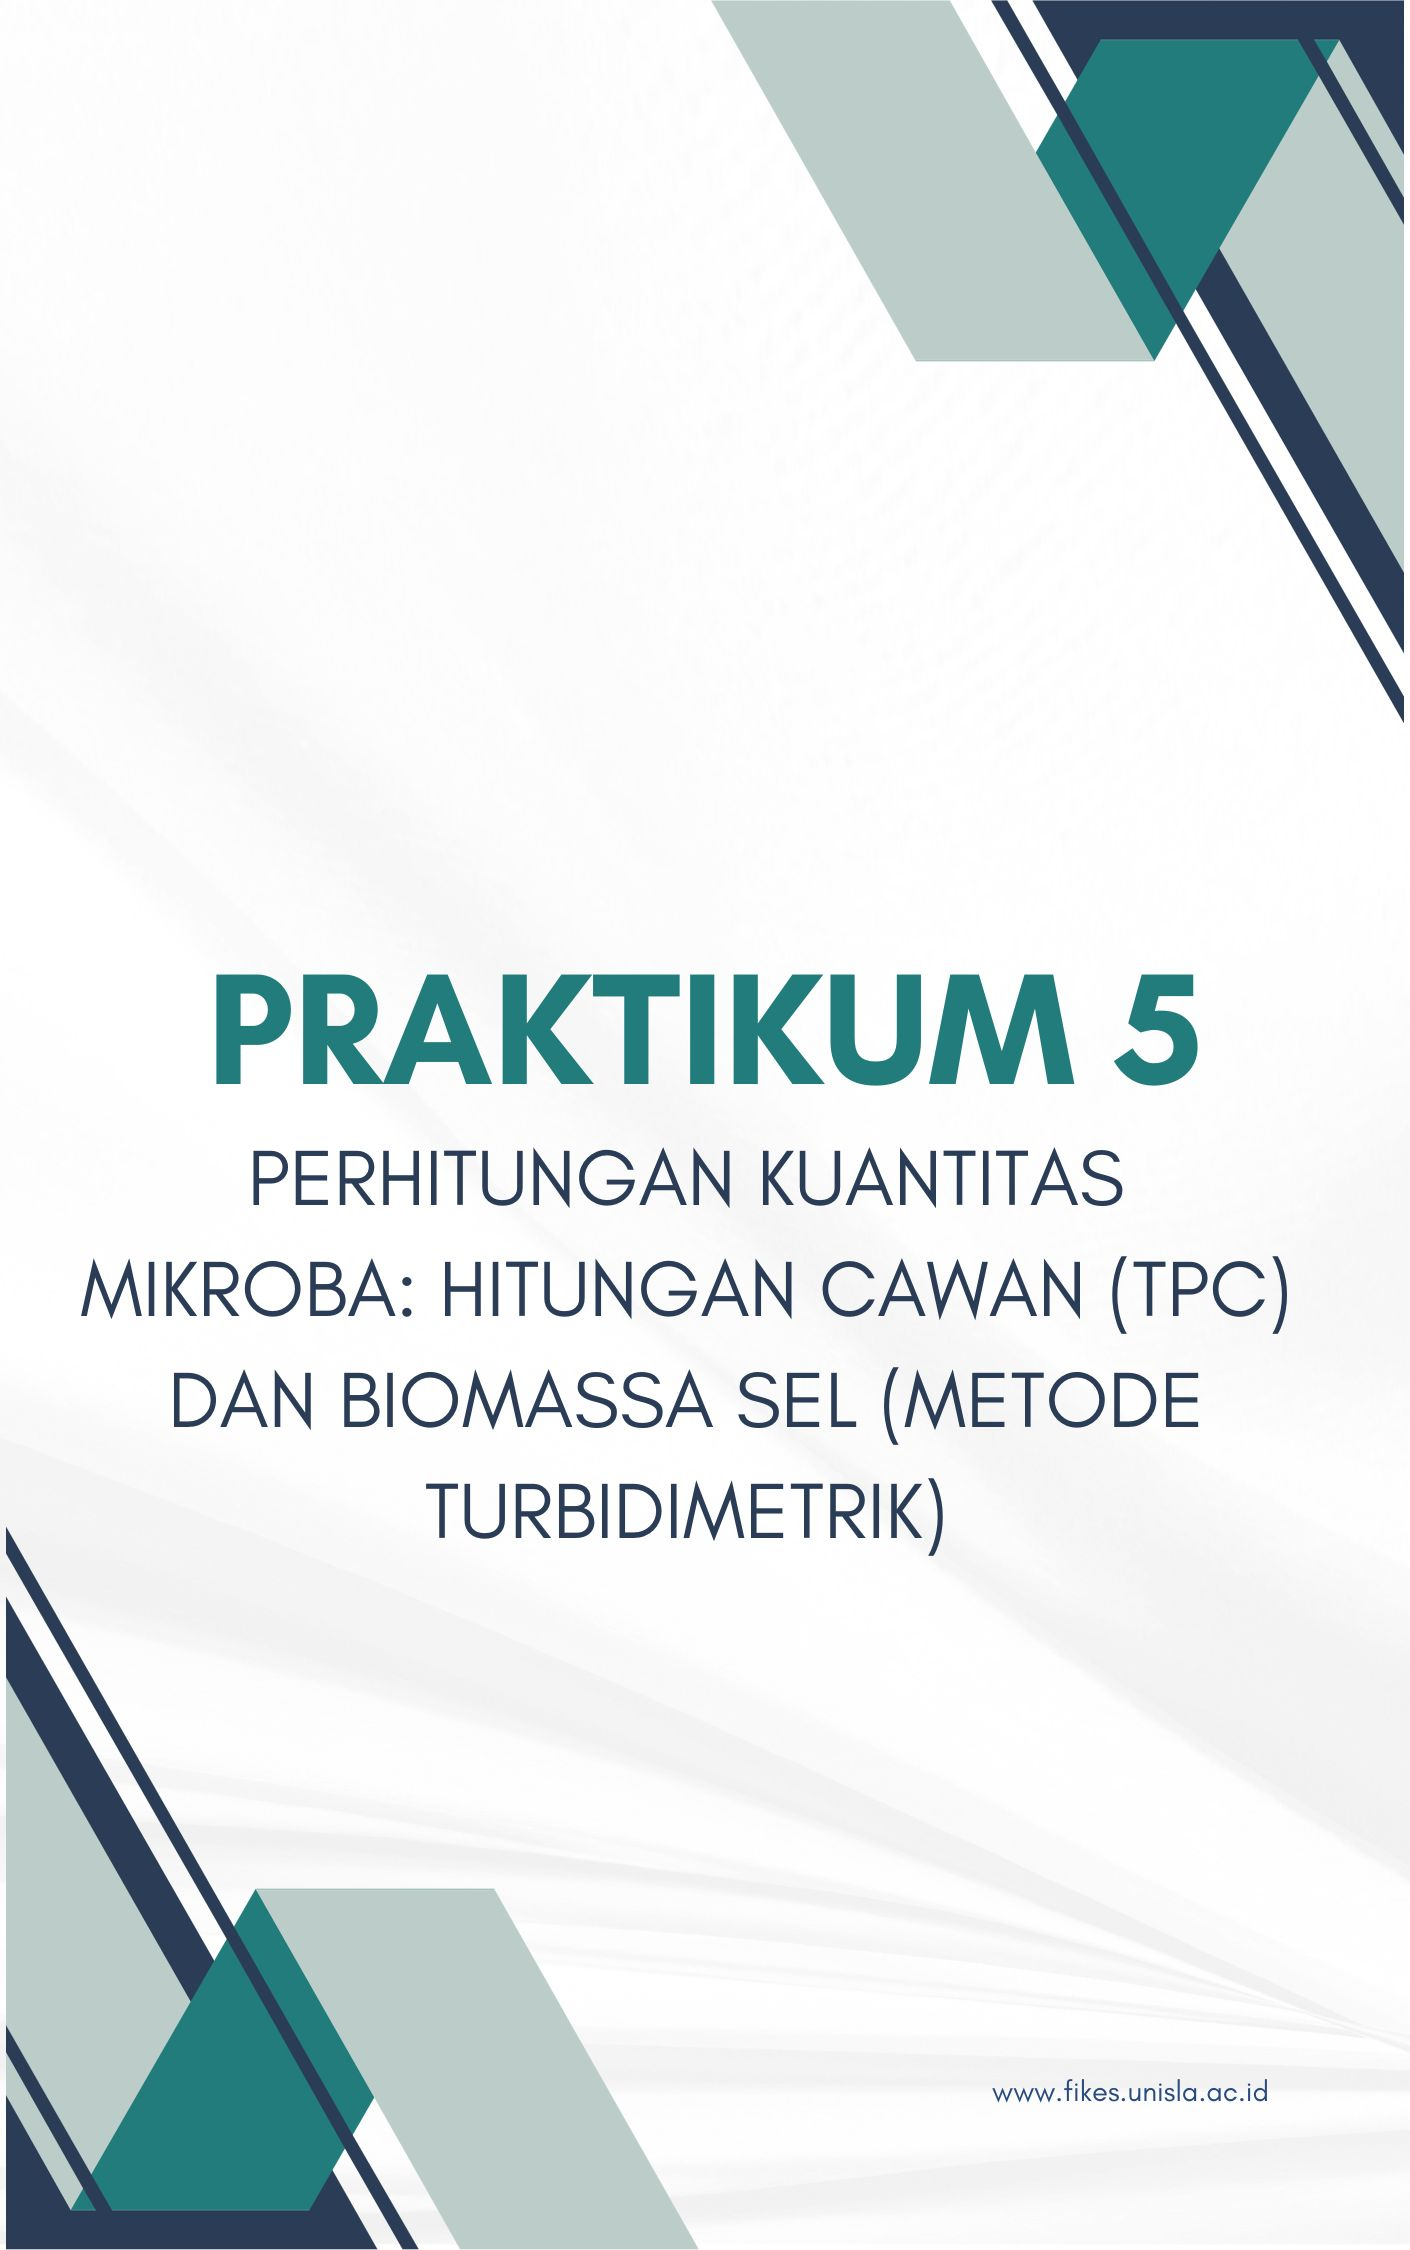 PRAKTIKUM 5
PERHITUNGAN KUANTITAS
MIKROBA: HITUNGAN CAWAN (TPC)
DAN BIOMASSA SEL (METODE
TURBIDIMETRIK)
www.fikes.unisla.ac.id